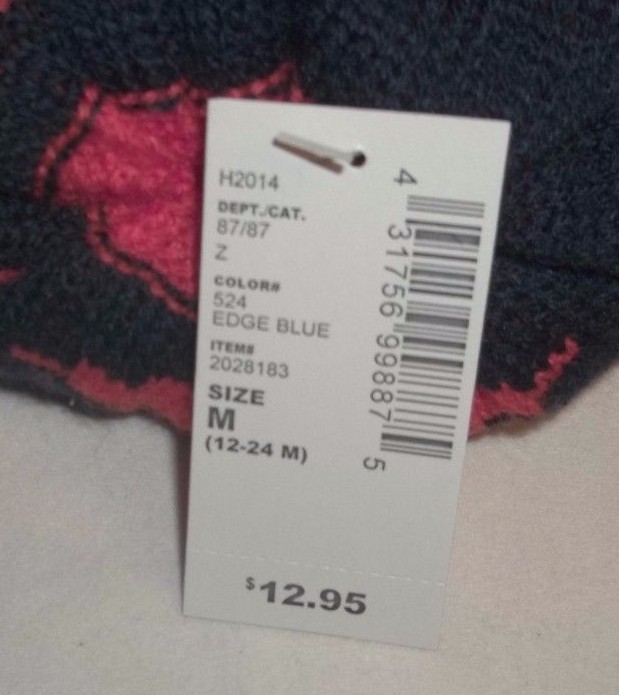 H2014
DEPT./CAT.
87/87
Z
COLOR#
524
EDGE BLUE
ITEM#
2028183
SIZE
M
(12-24 M)
$12.95
4 31756 99887 5